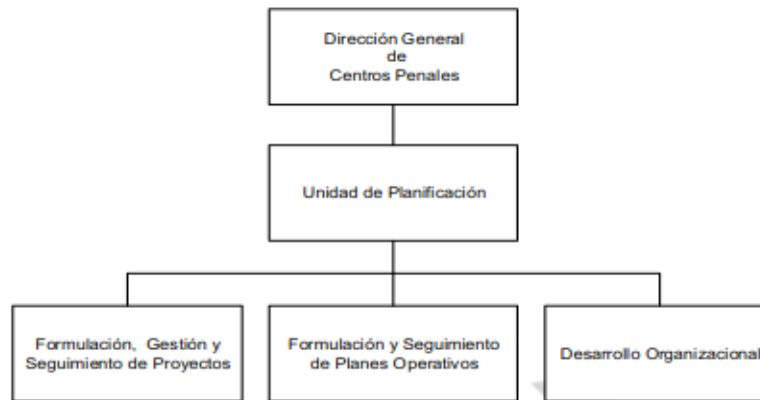 Dirección General
de
Centros Penales
Unidad de Planificación
Formulación, Gestión y
Seguimiento de Proyectos
Formulación y Seguimiento
de Planes Operativos
Desarrollo Organizacional